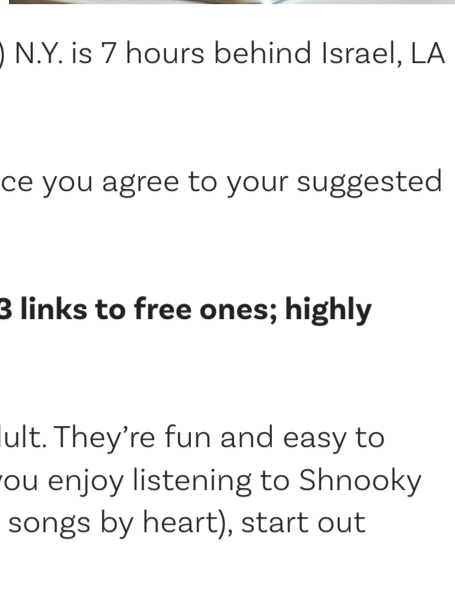 ) N.Y. is 7 hours behind Israel, LA
ce you agree to your suggested
3 links to free ones; highly
ult. They’re fun and easy to
you enjoy listening to Shnooky
songs by heart), start out